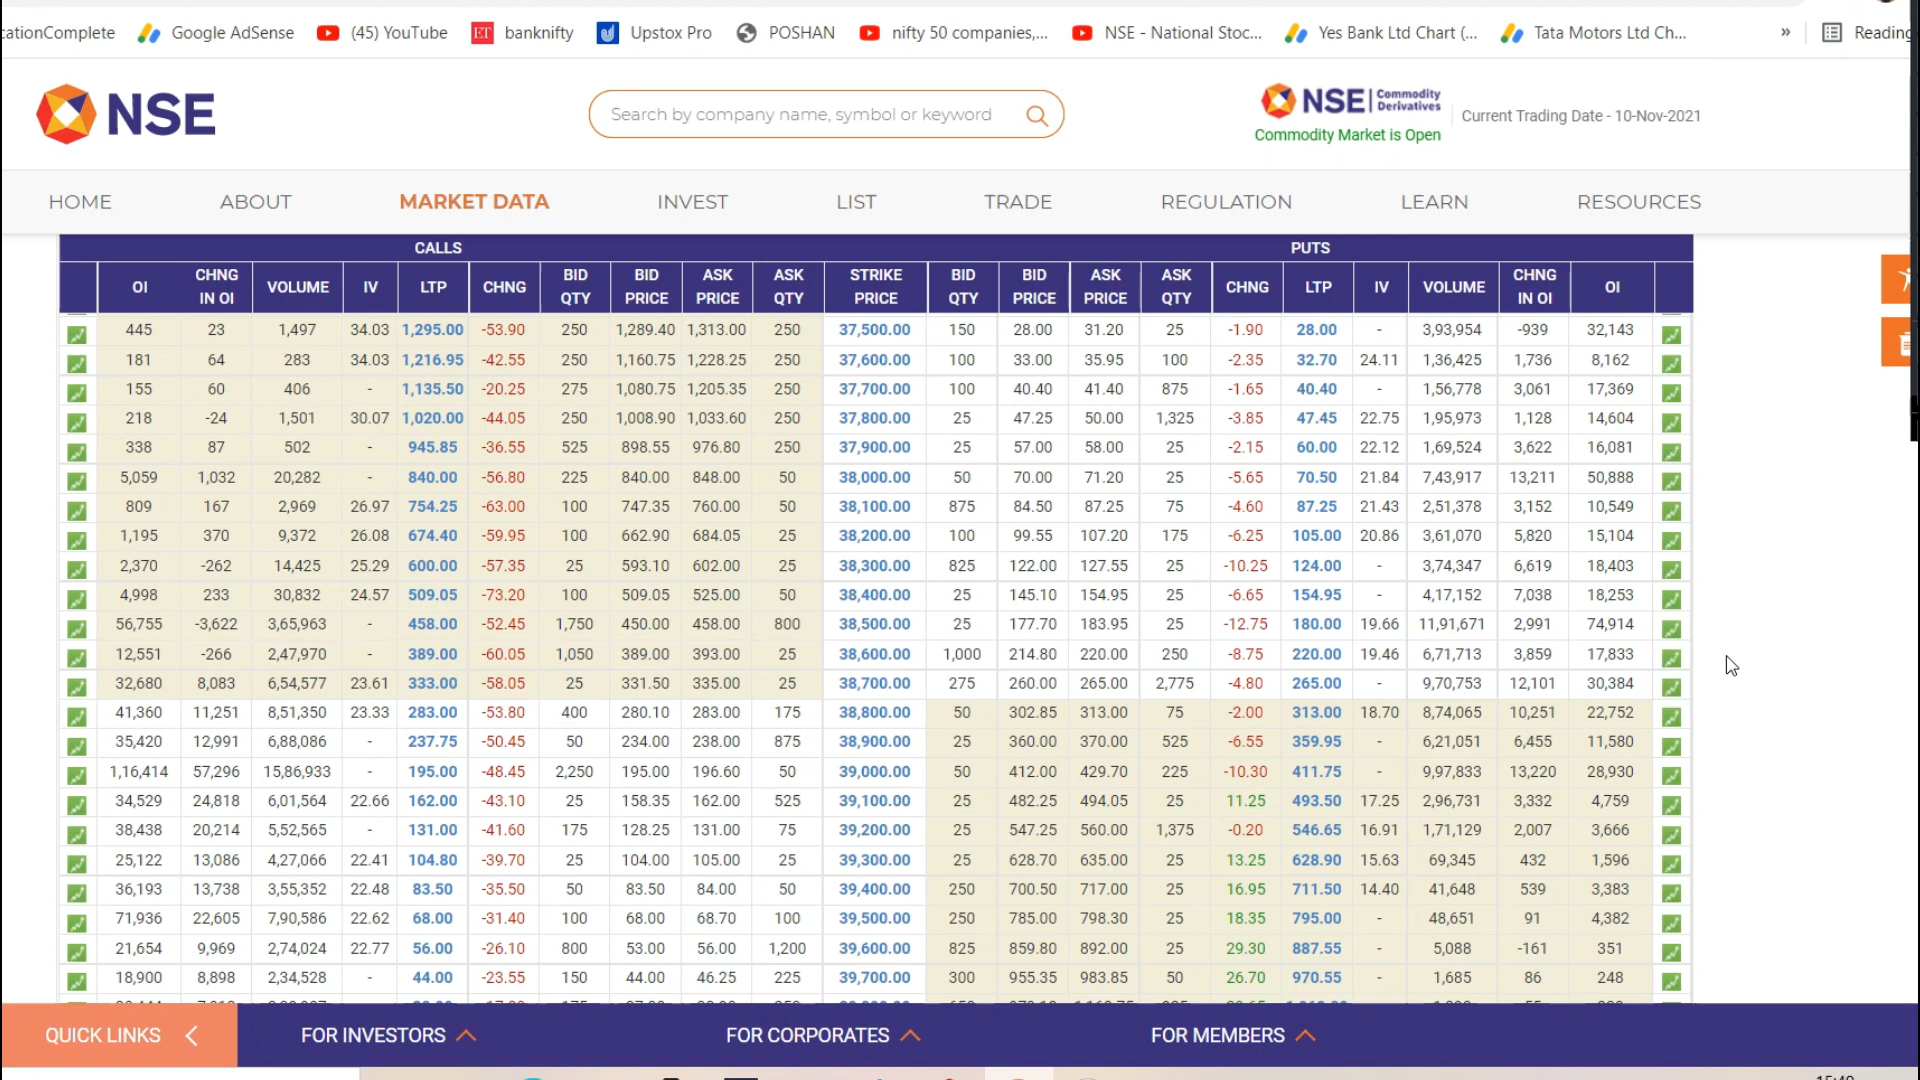 cationComplete Google AdSense (45) YouTube ET banknifty Upstox Pro POSHAN nifty 50 companies,... NSE - National Stoc... Yes Bank Ltd Chart (... Tata Motors Ltd Ch... » Reading
NSE
Search by company name, symbol or keyword
NSE Commodity Derivatives
Commodity Market is Open
Current Trading Date - 10-Nov-2021
HOME ABOUT MARKET DATA INVEST LIST TRADE REGULATION LEARN RESOURCES
CALLS PUTS
OI CHNG IN OI VOLUME IV LTP CHNG BID QTY BID PRICE ASK PRICE ASK QTY STRIKE PRICE BID QTY BID PRICE ASK PRICE ASK QTY CHNG LTP IV VOLUME CHNG IN OI OI
445 23 1,497 34.03 1,295.00 -53.90 250 1,289.40 1,313.00 250 37,500.00 150 28.00 31.20 25 -1.90 28.00 - 3,93,954 -939 32,143
181 64 283 34.03 1,216.95 -42.55 250 1,160.75 1,228.25 250 37,600.00 100 33.00 35.95 100 -2.35 32.70 24.11 1,36,425 1,736 8,162
155 60 406 - 1,135.50 -20.25 275 1,080.75 1,205.35 250 37,700.00 100 40.40 41.40 875 -1.65 40.40 - 1,56,778 3,061 17,369
218 -24 1,501 30.07 1,020.00 -44.05 250 1,008.90 1,033.60 250 37,800.00 25 47.25 50.00 1,325 -3.85 47.45 22.75 1,95,973 1,128 14,604
338 87 502 - 945.85 -36.55 525 898.55 976.80 250 37,900.00 25 57.00 58.00 25 -2.15 60.00 22.12 1,69,524 3,622 16,081
5,059 1,032 20,282 - 840.00 -56.80 225 840.00 848.00 50 38,000.00 50 70.00 71.20 25 -5.65 70.50 21.84 7,43,917 13,211 50,888
809 167 2,969 26.97 754.25 -63.00 100 747.35 760.00 50 38,100.00 875 84.50 87.25 75 -4.60 87.25 21.43 2,51,378 3,152 10,549
1,195 370 9,372 26.08 674.40 -59.95 100 662.90 684.05 25 38,200.00 100 99.55 107.20 175 -6.25 105.00 20.86 3,61,070 5,820 15,104
2,370 -262 14,425 25.29 600.00 -57.35 25 593.10 602.00 25 38,300.00 825 122.00 127.55 25 -10.25 124.00 - 3,74,347 6,619 18,403
4,998 233 30,832 24.57 509.05 -73.20 100 509.05 525.00 50 38,400.00 25 145.10 154.95 25 -6.65 154.95 - 4,17,152 7,038 18,253
56,755 -3,622 3,65,963 - 458.00 -52.45 1,750 450.00 458.00 800 38,500.00 25 177.70 183.95 25 -12.75 180.00 19.66 11,91,671 2,991 74,914
12,551 -266 2,47,970 - 389.00 -60.05 1,050 389.00 393.00 25 38,600.00 1,000 214.80 220.00 250 -8.75 220.00 19.46 6,71,713 3,859 17,833
32,680 8,083 6,54,577 23.61 333.00 -58.05 25 331.50 335.00 25 38,700.00 275 260.00 265.00 2,775 -4.80 265.00 - 9,70,753 12,101 30,384
41,360 11,251 8,51,350 23.33 283.00 -53.80 400 280.10 283.00 175 38,800.00 50 302.85 313.00 75 -2.00 313.00 18.70 8,74,065 10,251 22,752
35,420 12,991 6,88,086 - 237.75 -50.45 50 234.00 238.00 875 38,900.00 25 360.00 370.00 525 -6.55 359.95 - 6,21,051 6,455 11,580
1,16,414 57,296 15,86,933 - 195.00 -48.45 2,250 195.00 196.60 50 39,000.00 50 412.00 429.70 225 -10.30 411.75 - 9,97,833 13,220 28,930
34,529 24,818 6,01,564 22.66 162.00 -43.10 25 158.35 162.00 525 39,100.00 25 482.25 494.05 25 11.25 493.50 17.25 2,96,731 3,332 4,759
38,438 20,214 5,52,565 - 131.00 -41.60 175 128.25 131.00 75 39,200.00 25 547.25 560.00 1,375 -0.20 546.65 16.91 1,71,129 2,007 3,666
25,122 13,086 4,27,066 22.41 104.80 -39.70 25 104.00 105.00 25 39,300.00 25 628.70 635.00 25 13.25 628.90 15.63 69,345 432 1,596
36,193 13,738 3,55,352 22.48 83.50 -35.50 50 83.50 84.00 50 39,400.00 250 700.50 717.00 25 16.95 711.50 14.40 41,648 539 3,383
71,936 22,605 7,90,586 22.62 68.00 -31.40 100 68.00 68.70 100 39,500.00 250 785.00 798.30 25 18.35 795.00 - 48,651 91 4,382
21,654 9,969 2,74,024 22.77 56.00 -26.10 800 53.00 56.00 1,200 39,600.00 825 859.80 892.00 25 29.30 887.55 - 5,088 -161 351
18,900 8,898 2,34,528 - 44.00 -23.55 150 44.00 46.25 225 39,700.00 300 955.35 983.85 50 26.70 970.55 - 1,685 86 248
QUICK LINKS FOR INVESTORS FOR CORPORATES FOR MEMBERS